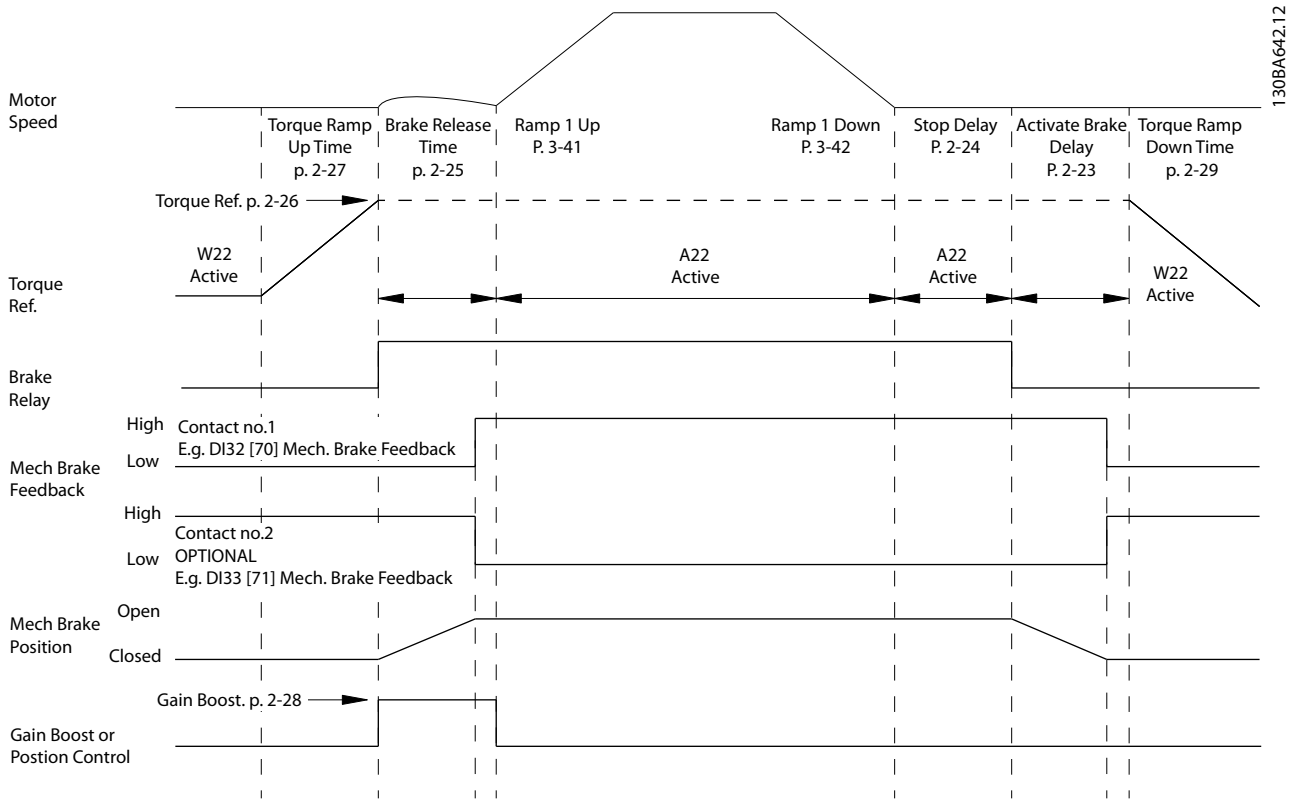 130BA642.12
Motor
Speed
Torque Ramp
Up Time
p. 2-27
Brake Release
Time
p. 2-25
Ramp 1 Up
P. 3-41
Ramp 1 Down
P. 3-42
Stop Delay
P. 2-24
Activate Brake
Delay
P. 2-23
Torque Ramp
Down Time
p. 2-29
Torque Ref. p. 2-26
W22
Active
A22
Active
A22
Active
W22
Active
Torque
Ref.
Brake
Relay
High
Contact no.1
E.g. DI32 [70] Mech. Brake Feedback
Low
Mech Brake
Feedback
High
Contact no.2
Low
OPTIONAL
E.g. DI33 [71] Mech. Brake Feedback
Open
Mech Brake
Position
Closed
Gain Boost. p. 2-28
Gain Boost or
Postion Control